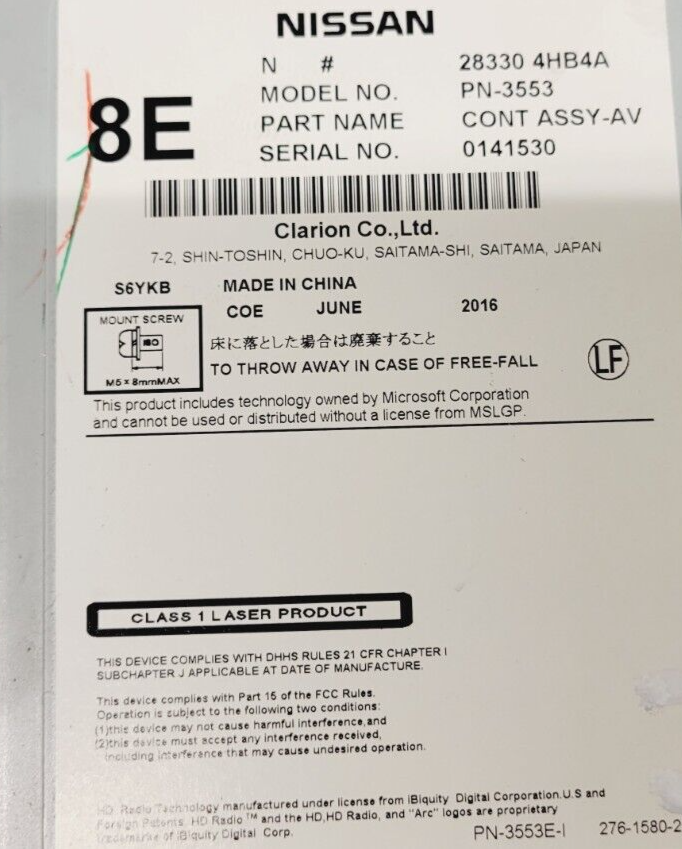 NISSAN
N # 28330 4HB4A
MODEL NO. PN-3553
8E
PART NAME CONT ASSY-AV
SERIAL NO. 0141530
Clarion Co.,Ltd.
7-2, SHIN-TOSHIN, CHUO-KU, SAITAMA-SHI, SAITAMA, JAPAN
S6YKB MADE IN CHINA
COE JUNE 2016
MOUNT SCREW
ISO
M5 x 8mmMAX
床に落とした場合は廃棄すること
TO THROW AWAY IN CASE OF FREE-FALL
LF
This product includes technology owned by Microsoft Corporation
and cannot be used or distributed without a license from MSLGP.
CLASS 1 LASER PRODUCT
THIS DEVICE COMPLIES WITH DHHS RULES 21 CFR CHAPTER I
SUBCHAPTER J APPLICABLE AT DATE OF MANUFACTURE.
This device complies with Part 15 of the FCC Rules.
Operation is subject to the following two conditions:
(1)this device may not cause harmful interference,and
(2)this device must accept any interference received,
including interference that may cause undesired operation.
HD Radio Technology manufactured under license from iBiquity Digital Corporation.U.S and
Foreign Patents. HD Radio ™ and the HD,HD Radio, and "Arc" logos are proprietary
trademarks of iBiquity Digital Corp.
PN-3553E-I 276-1580-2